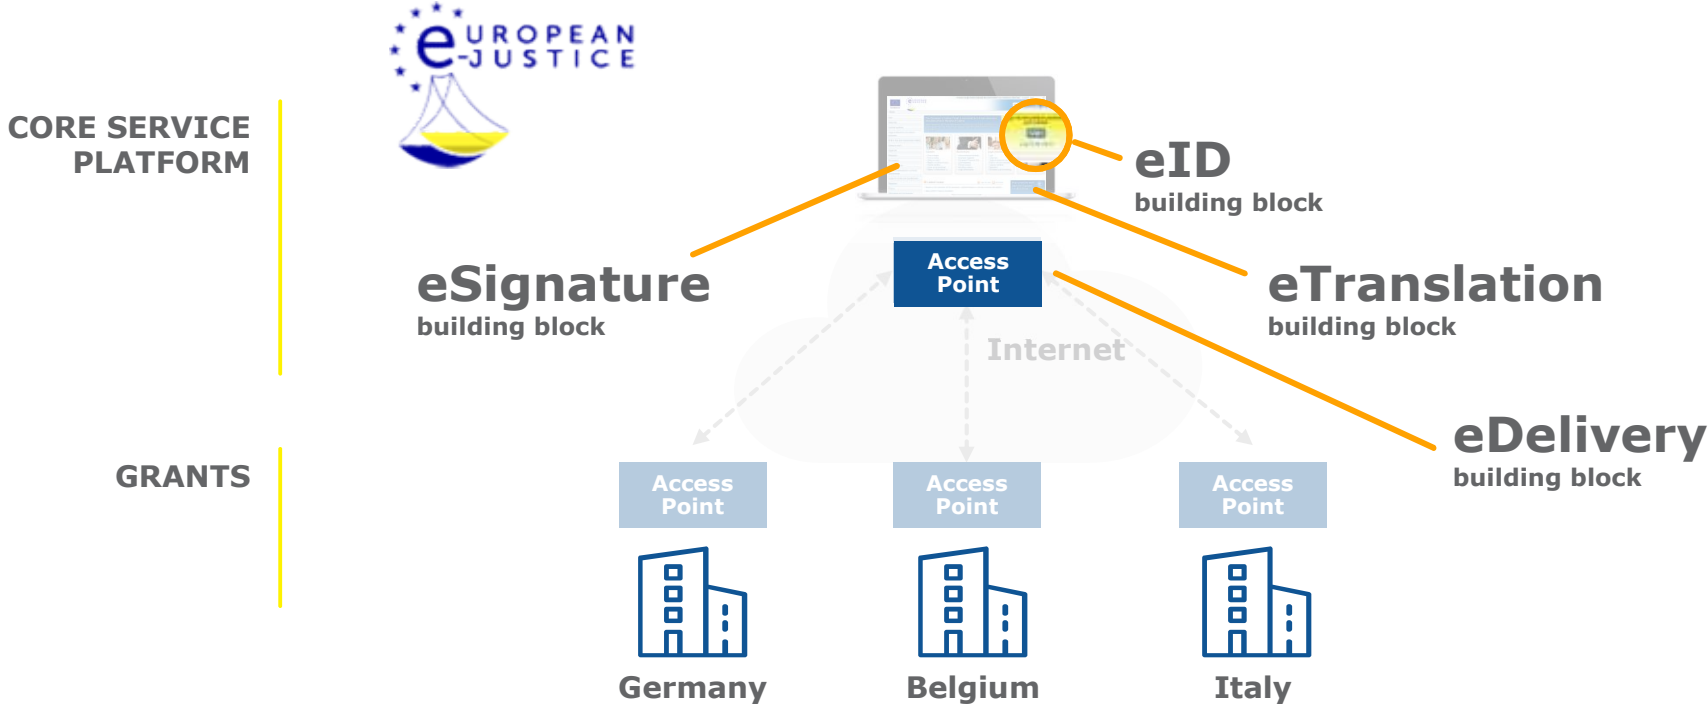 EUROPEAN
e-JUSTICE
CORE SERVICE
PLATFORM
eID
building block
eSignature
building block
Access
Point
eTranslation
building block
Internet
eDelivery
building block
GRANTS
Access
Point
Access
Point
Access
Point
Germany
Belgium
Italy